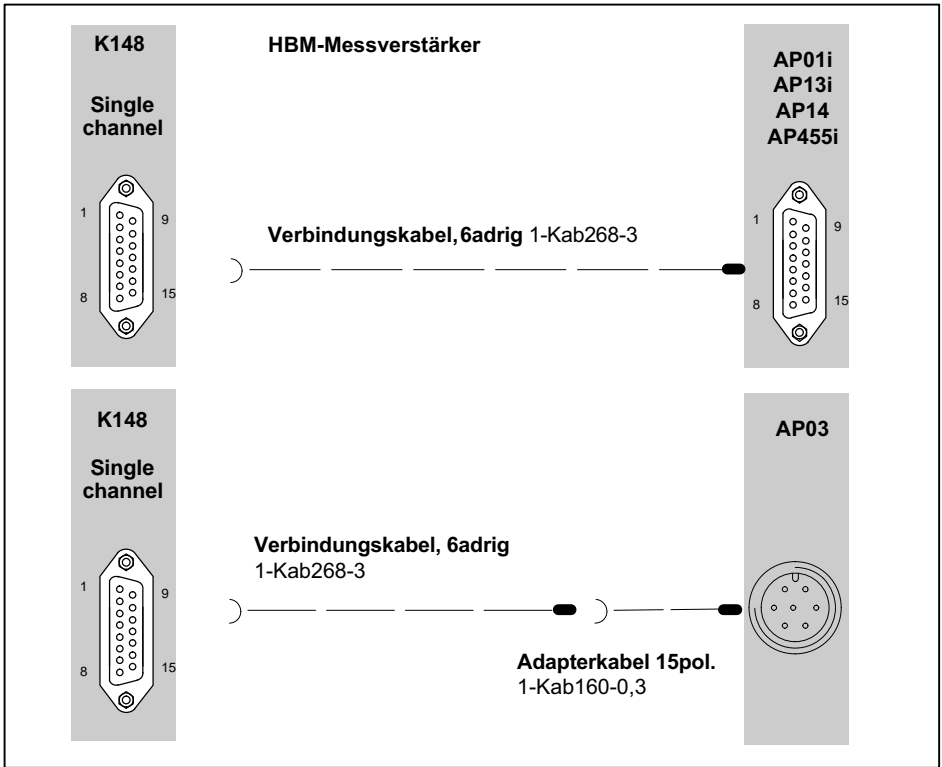 K148
HBM-Messverstärker
AP01i
AP13i
AP14
AP455i
Single
channel
1
9
8
15
Verbindungskabel, 6adrig 1-Kab268-3
1
9
8
15
K148
AP03
Single
channel
1
9
8
15
Verbindungskabel, 6adrig
1-Kab268-3
Adapterkabel 15pol.
1-Kab160-0,3